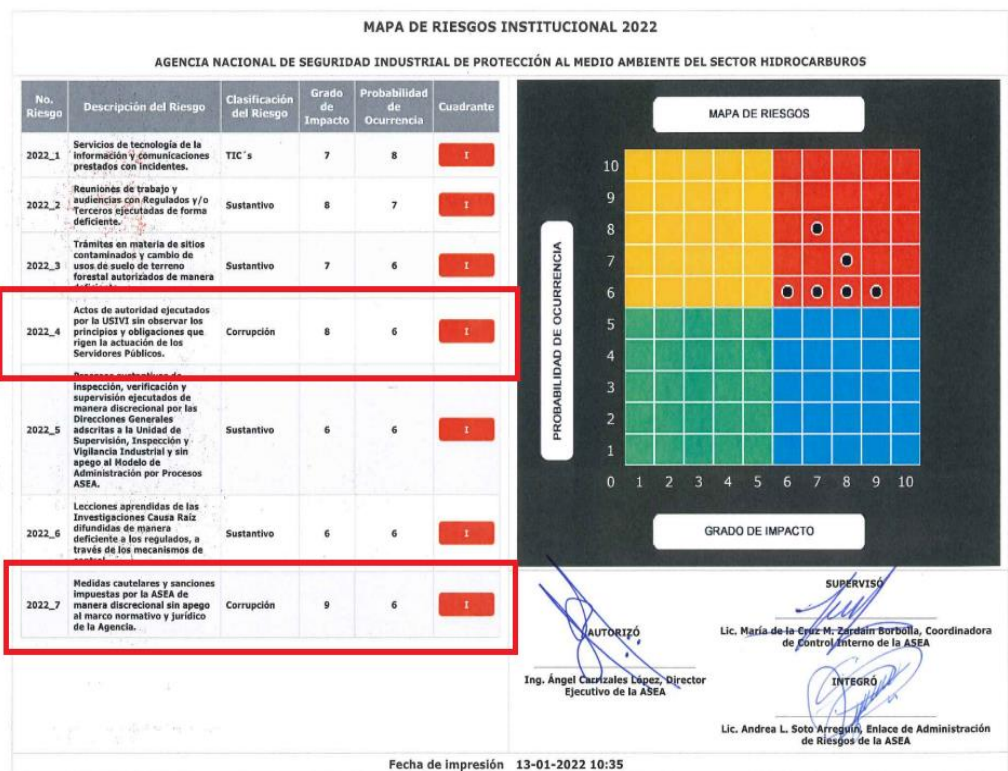 MAPA DE RIESGOS INSTITUCIONAL 2022
AGENCIA NACIONAL DE SEGURIDAD INDUSTRIAL DE PROTECCIÓN AL MEDIO AMBIENTE DEL SECTOR HIDROCARBUROS
No. Riesgo
Descripción del Riesgo
Clasificación del Riesgo
Grado de Impacto
Probabilidad de Ocurrencia
Cuadrante
2022_1
Servicios de tecnología de la
información y comunicaciones
prestados con incidentes.
TIC´s
7
8
I
2022_2
Reuniones de trabajo y
audiencias con Regulados y/o
Terceros ejecutadas de forma
deficiente.
Sustantivo
8
7
I
2022_3
Trámites en materia de sitios
contaminados y cambio de
usos de suelo de terreno
forestal autorizados de manera
Sustantivo
7
6
I
2022_4
Actos de autoridad ejecutados
por la USIVI sin observar los
principios y obligaciones que
rigen la actuación de los
Servidores Públicos.
Corrupción
8
6
I
2022_5
inspección, verificación y
supervisión ejecutados de
manera discrecional por las
Direcciones Generales
adscritas a la Unidad de
Supervisión, Inspección y
Vigilancia Industrial y sin
apego al Modelo de
Administración por Procesos
ASEA.
Sustantivo
6
6
I
2022_6
Lecciones aprendidas de las
Investigaciones Causa Raíz
difundidas de manera
deficiente a los regulados, a
través de los mecanismos de
Sustantivo
6
6
I
2022_7
Medidas cautelares y sanciones
impuestas por la ASEA de
manera discrecional sin apego
al marco normativo y jurídico
de la Agencia.
Corrupción
9
6
I
MAPA DE RIESGOS
PROBABILIDAD DE OCURRENCIA
10
9
8
7
6
5
4
3
2
1
0 1 2 3 4 5 6 7 8 9 10
GRADO DE IMPACTO
AUTORIZÓ
Ing. Ángel Carrizales López, Director
Ejecutivo de la ASEA
SUPERVISÓ
Lic. María de la Cruz M. Zardain Borbolla, Coordinadora
de Control Interno de la ASEA
INTEGRÓ
Lic. Andrea L. Soto Arreguín, Enlace de Administración
de Riesgos de la ASEA
Fecha de impresión 13-01-2022 10:35